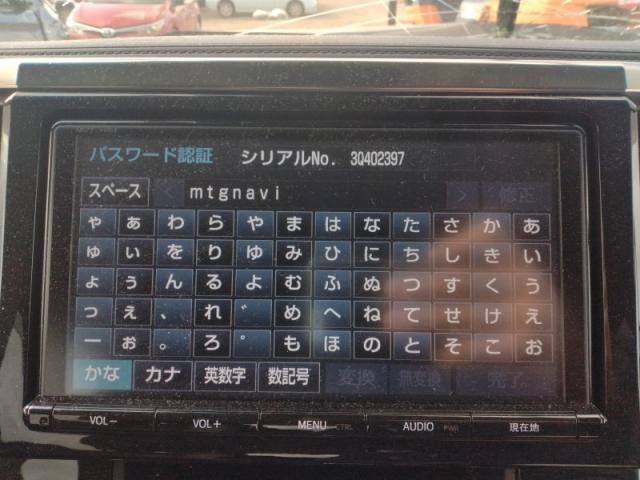 パスワード認証 シリアルNo. 3Q402397
スペース < mtgnavi > 修正
ゃ ぁ わ ら や ま は な た さ か あ
ゅ ぃ を り ゆ み ひ に ち し き い
ょ ぅ ん る よ む ふ ぬ つ す く う
っ ぇ 、 れ ゛ め へ ね て せ け え
ー ぉ 。 ろ ゜ も ほ の と そ こ お
かな カナ 英数字 数記号 変換 無変換 完了
VOL− VOL+ MENU CTRL AUDIO PWR 現在地